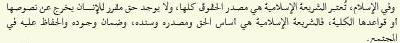 وفي الإسلام، تُعتبر الشريعة الإسلامية هي مصدر الحقوق كلها، ولا يوجد حق مقرر للإنسان يخرج عن نصوصها
أو قواعدها الكلية، فالشريعة الإسلامية هي أساس الحق ومصدره وسنده، وضمان وجوده والحفاظ عليه في
المجتمع.